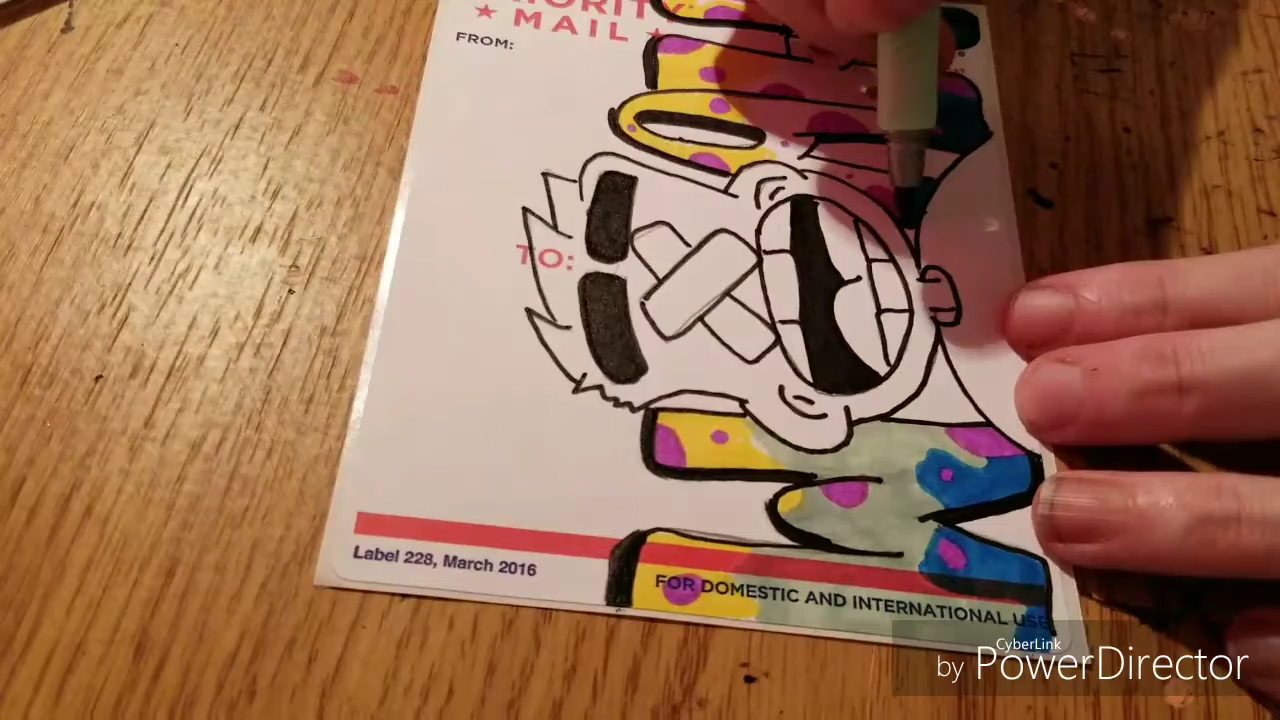 MAIL
FROM:
TO:
Label 228, March 2016
FOR DOMESTIC AND INTERNATIONAL USE
CyberLink
by PowerDirector